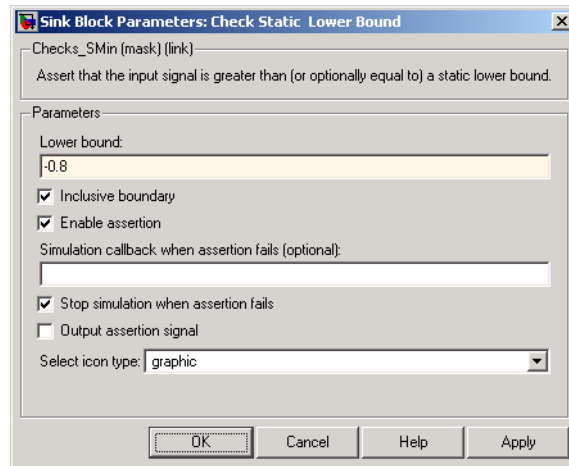 Sink Block Parameters: Check Static Lower Bound
Checks_SMin (mask) (link)
Assert that the input signal is greater than (or optionally equal to) a static lower bound.
Parameters
Lower bound:
-0.8
Inclusive boundary
Enable assertion
Simulation callback when assertion fails (optional):
Stop simulation when assertion fails
Output assertion signal
Select icon type: graphic
OK Cancel Help Apply